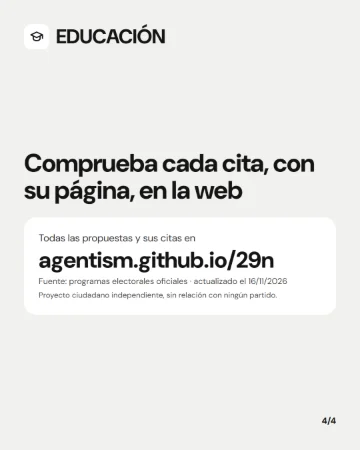 EDUCACIÓN
Comprueba cada cita, con
su página, en la web
Todas las propuestas y sus citas en
agentism.github.io/29n
Fuente: programas electorales oficiales · actualizado el 16/11/2026
Proyecto ciudadano independiente, sin relación con ningún partido.
4/4